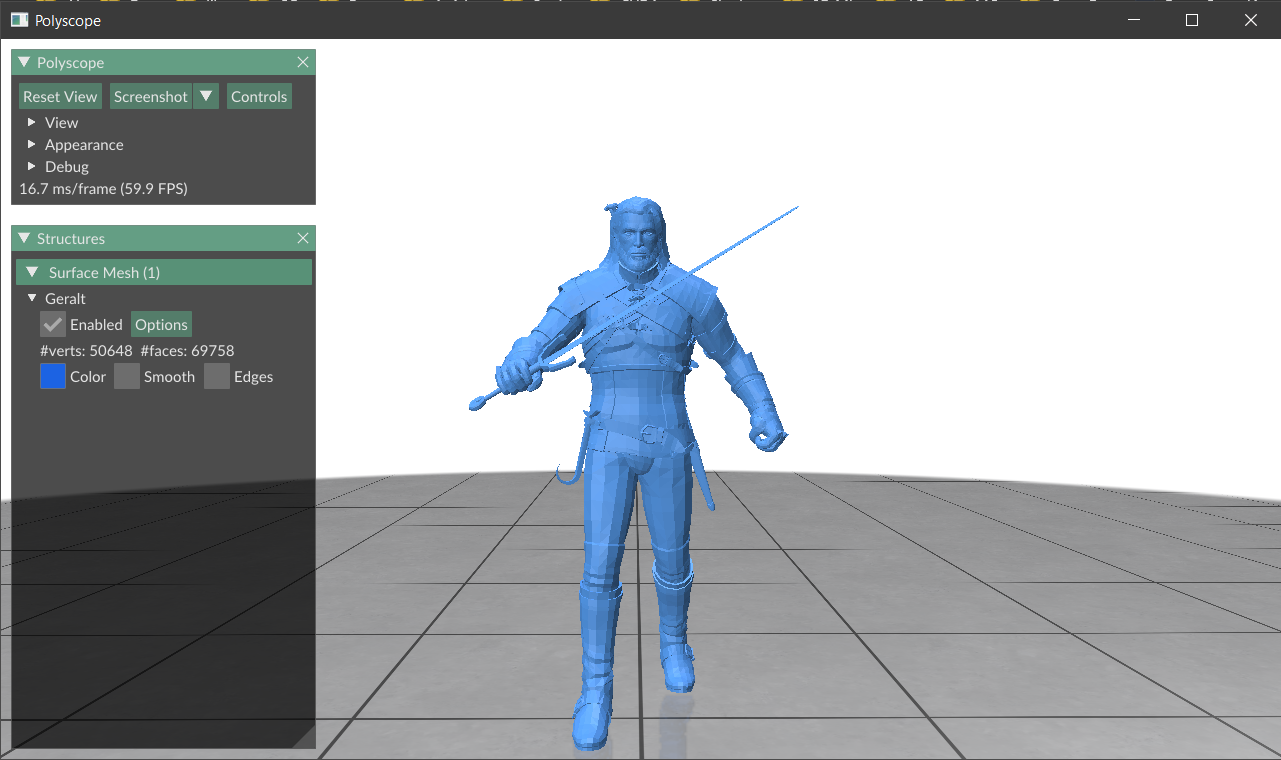 Polyscope
Polyscope
Reset View Screenshot Controls
View
Appearance
Debug
16.7 ms/frame (59.9 FPS)
Structures
Surface Mesh (1)
Geralt
Enabled Options
#verts: 50648 #faces: 69758
Color Smooth Edges